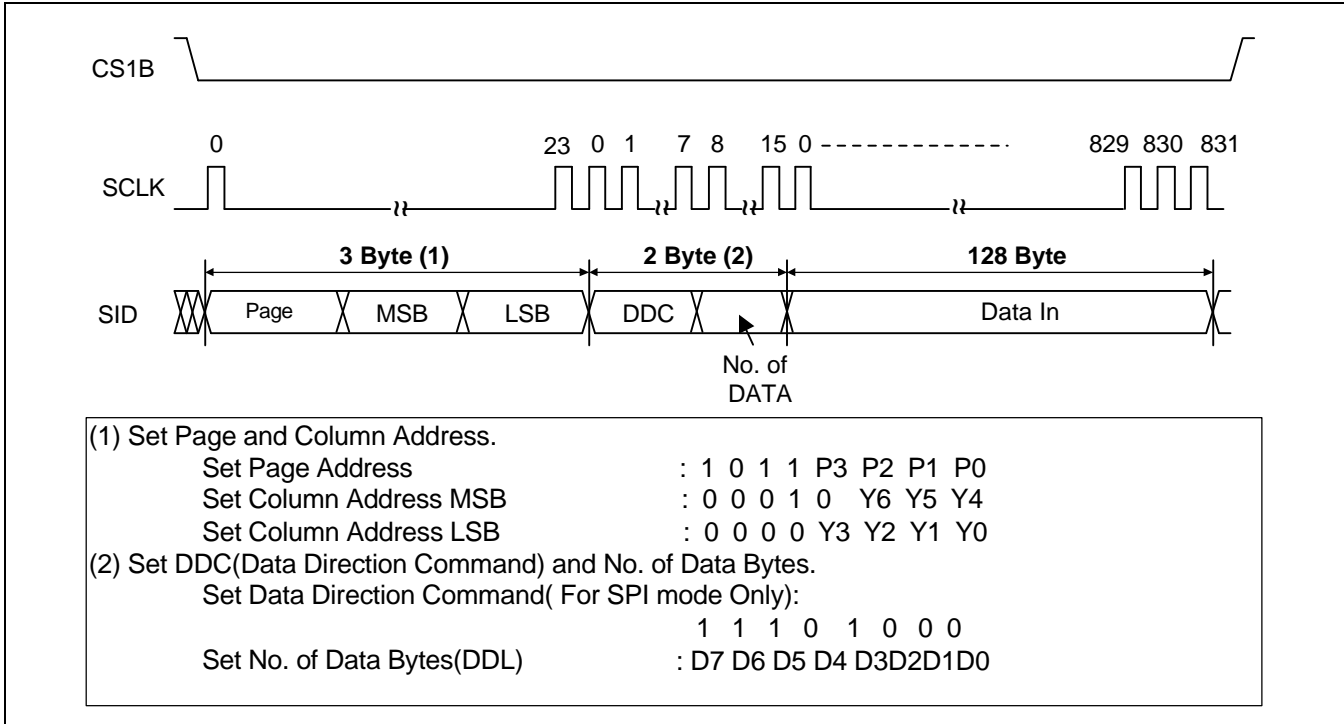 CS1B
0 23 0 1 7 8 15 0 - - - - - - - - - - - - 829 830 831
SCLK
3 Byte (1) 2 Byte (2) 128 Byte
SID Page MSB LSB DDC Data In
No. of
DATA
(1) Set Page and Column Address.
Set Page Address : 1 0 1 1 P3 P2 P1 P0
Set Column Address MSB : 0 0 0 1 0 Y6 Y5 Y4
Set Column Address LSB : 0 0 0 0 Y3 Y2 Y1 Y0
(2) Set DDC(Data Direction Command) and No. of Data Bytes.
Set Data Direction Command( For SPI mode Only):
1 1 1 0 1 0 0 0
Set No. of Data Bytes(DDL) : D7 D6 D5 D4 D3D2D1D0